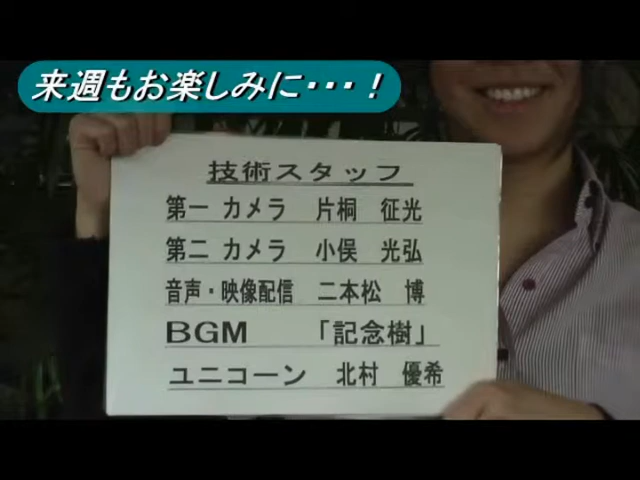 来週もお楽しみに・・・！
技術スタッフ
第一 カメラ 片桐 征光
第二 カメラ 小俣 光弘
音声・映像配信 二本松 博
BGM 「記念樹」
ユニコーン 北村 優希